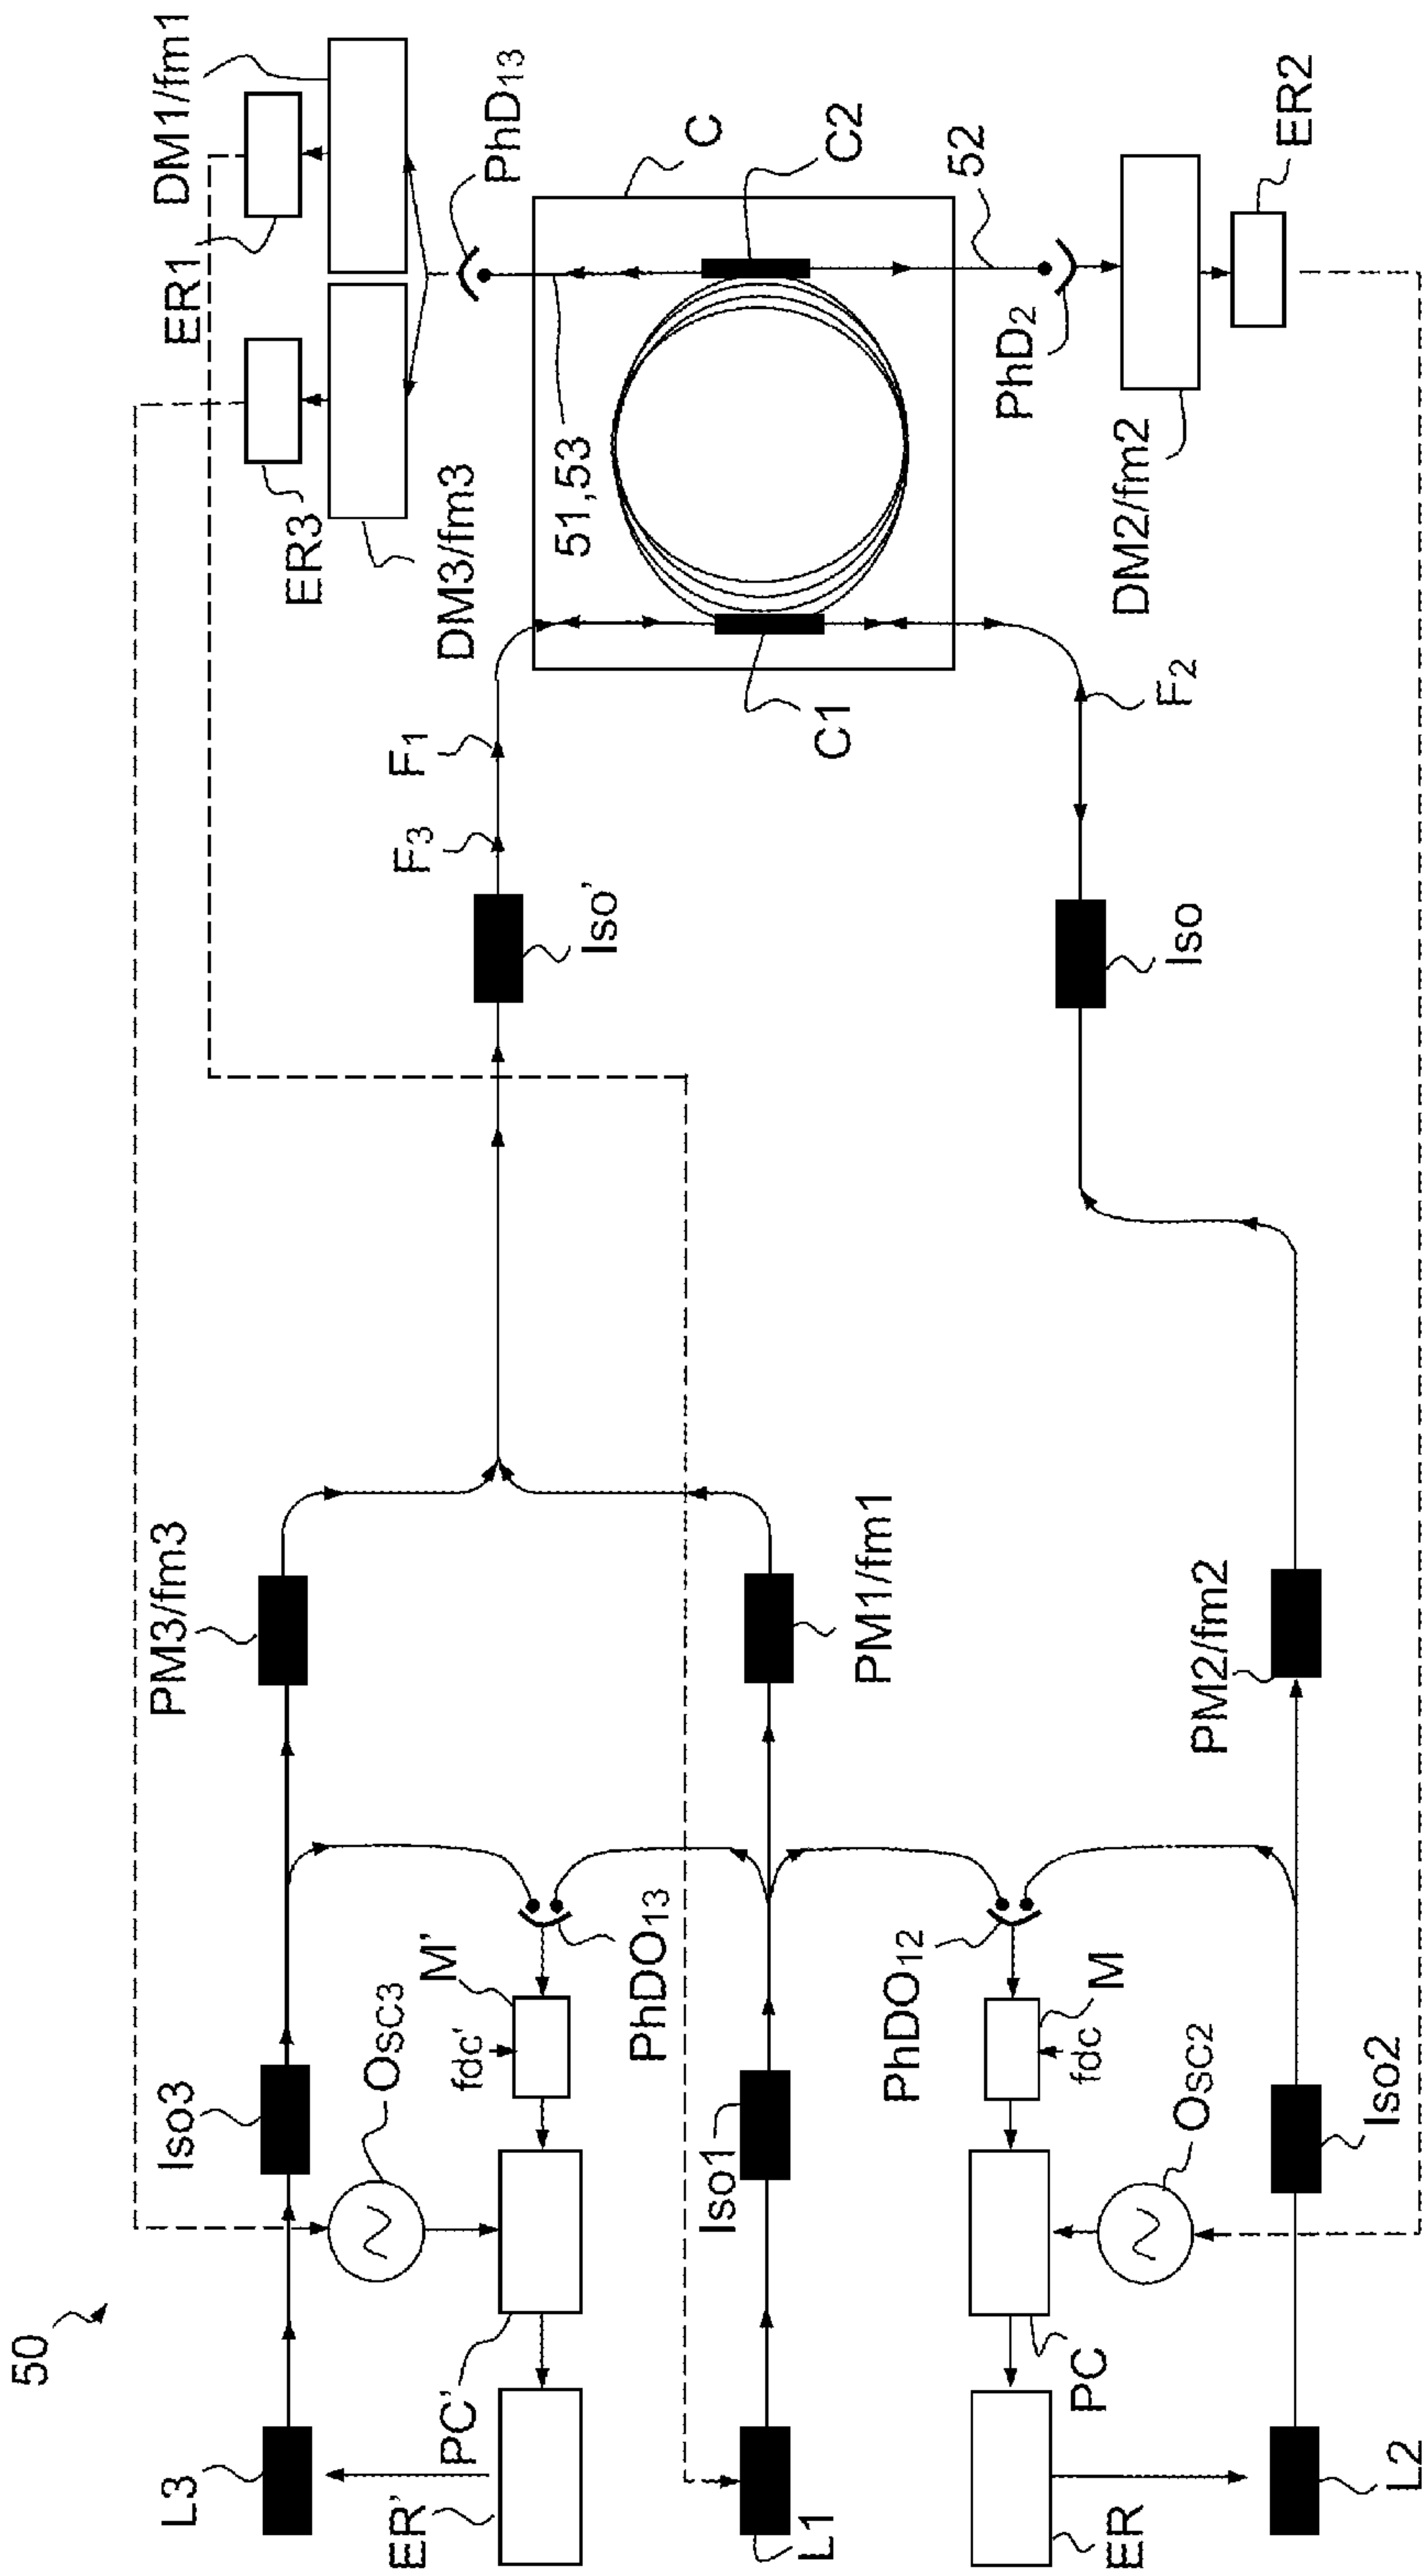 50
L3
Iso3
PM3/fm3
ER3
ER1
DM1/fm1
DM3/fm3
PhD13
OSC3
M'
fdc'
PhDO13
PC'
ER'
F3
F1
Iso'
51,53
C
C2
C1
L1
Iso1
PM1/fm1
PhDO12
M
fdc
PC
ER
OSC2
Iso
F2
PhD2
52
DM2/fm2
ER2
L2
Iso2
PM2/fm2